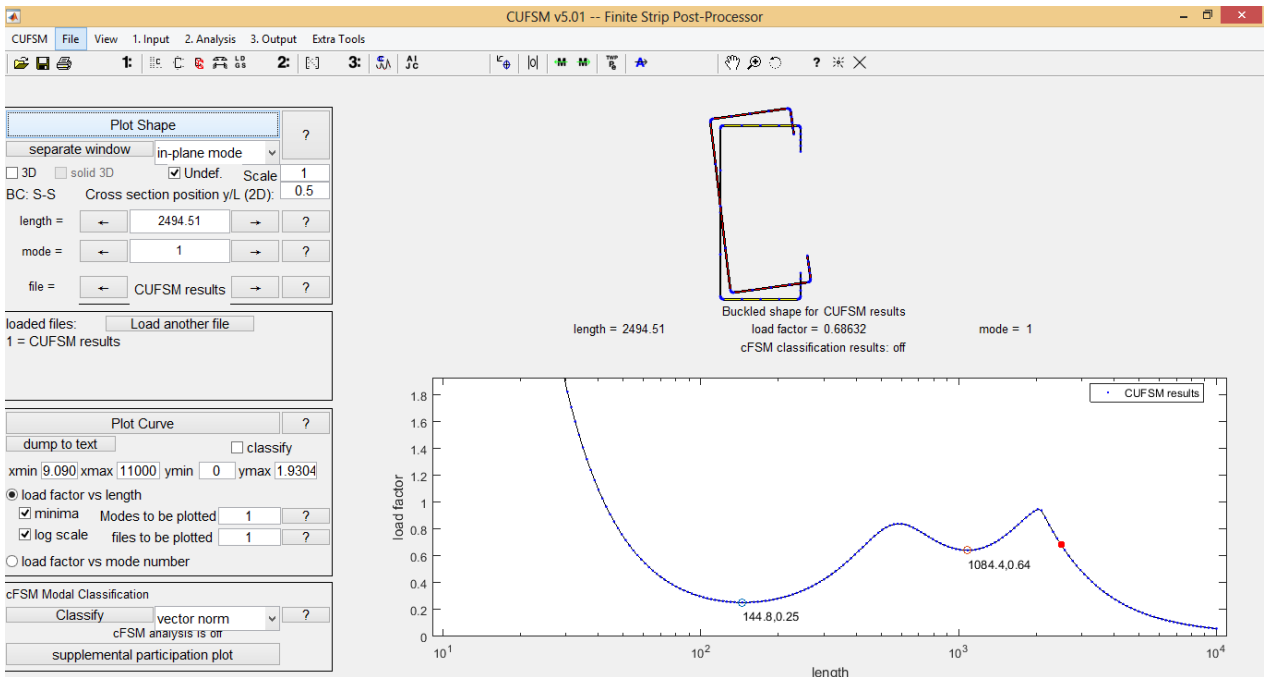 CUFSM v5.01 -- Finite Strip Post-Processor
CUFSM File View 1. Input 2. Analysis 3. Output Extra Tools
1: 2: 3:
Plot Shape ?
separate window in-plane mode
3D solid 3D Undef. Scale 1
BC: S-S Cross section position y/L (2D): 0.5
length = ← 2494.51 → ?
mode = ← 1 → ?
file = ← CUFSM results → ?
loaded files: Load another file
1 = CUFSM results
Plot Curve ?
dump to text classify
xmin 9.090 xmax 11000 ymin 0 ymax 1.9304
load factor vs length
minima Modes to be plotted 1 ?
log scale files to be plotted 1 ?
load factor vs mode number
cFSM Modal Classification
Classify vector norm ?
cFSM analysis is off
supplemental participation plot
Buckled shape for CUFSM results
length = 2494.51 load factor = 0.68632 mode = 1
cFSM classification results: off
CUFSM results
load factor
1.8
1.6
1.4
1.2
1
0.8
0.6
0.4
0.2
0
1084.4,0.64
144.8,0.25
10^1 10^2 10^3 10^4
length